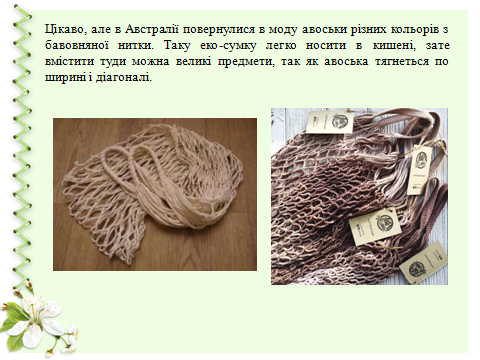 Цікаво, але в Австралії повернулися в моду авоськи різних кольорів з
бавовняної нитки. Таку еко-сумку легко носити в кишені, зате
вмістити туди можна великі предмети, так як авоська тягнеться по
ширині і діагоналі.